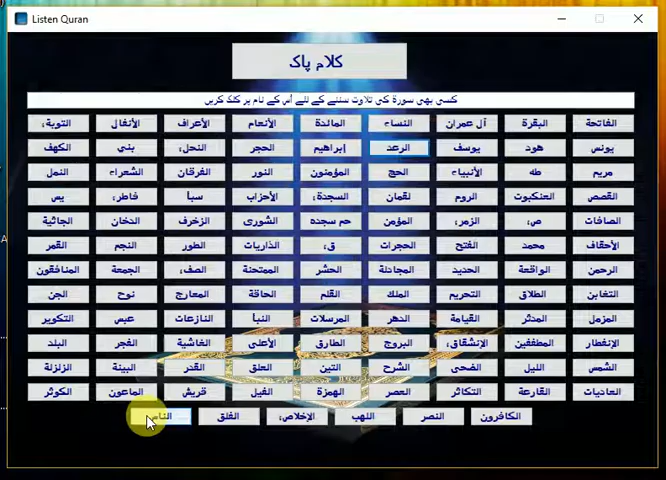 Listen Quran
کلام پاک
کسی بھی سورۃ کی تلاوت سننے کے لئے اُس کے نام پر کلک کریں
الفاتحة البقرة آل عمران النساء المائدة الأنعام الأعراف الأنفال التوبة،
يونس هود يوسف الرعد إبراهيم الحجر النحل، بني الكهف
مريم طه الأنبياء الحج المؤمنون النور الفرقان الشعراء النمل
القصص العنكبوت الروم لقمان السجدة، الأحزاب سبأ فاطر، يس
الصافات ص، الزمر، المؤمن حم سجده الشورى الزخرف الدخان الجاثية
الأحقاف محمد الفتح الحجرات ق، الذاريات الطور النجم القمر
الرحمن الواقعة الحديد المجادلة الحشر الممتحنة الصف، الجمعة المنافقون
التغابن الطلاق التحريم الملك القلم الحاقة المعارج نوح الجن
المزمل المدثر القيامة الدهر المرسلات النبأ النازعات عبس التكوير
الإنفطار المطففين الإنشقاق، البروج الطارق الأعلى الغاشية الفجر البلد
الشمس الليل الضحى الشرح التين العلق القدر البينة الزلزلة
العاديات القارعة التكاثر العصر الهمزة الفيل قريش الماعون الكوثر
الكافرون النصر اللهب الإخلاص، الفلق الناس